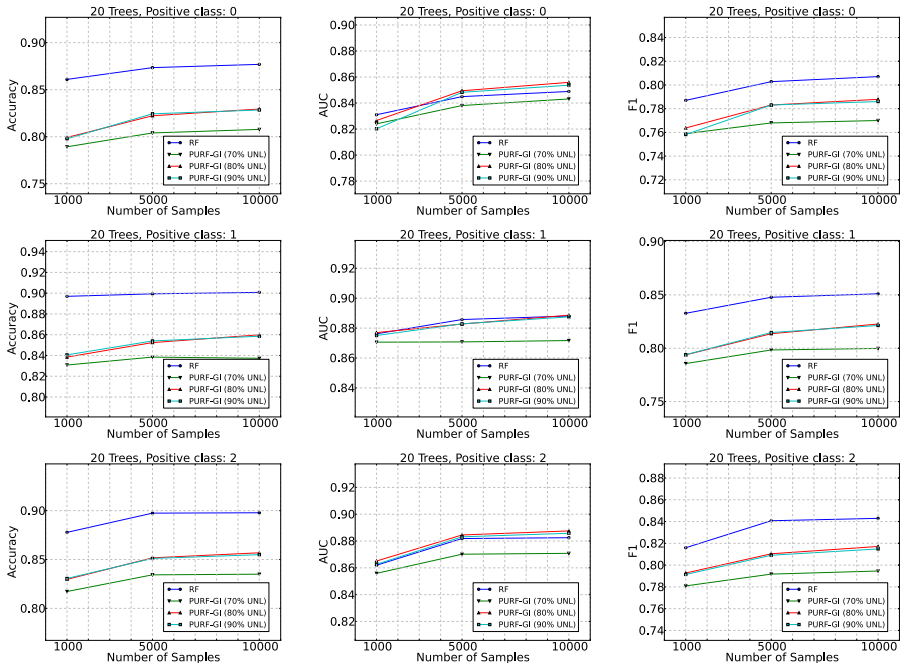 20 Trees, Positive class: 0
Accuracy
0.90
0.85
0.80
0.75
RF
PURF-GI (70% UNL)
PURF-GI (80% UNL)
PURF-GI (90% UNL)
1000 5000 10000
Number of Samples
20 Trees, Positive class: 0
AUC
0.90
0.88
0.86
0.84
0.82
0.80
0.78
RF
PURF-GI (70% UNL)
PURF-GI (80% UNL)
PURF-GI (90% UNL)
1000 5000 10000
Number of Samples
20 Trees, Positive class: 0
F1
0.84
0.82
0.80
0.78
0.76
0.74
0.72
RF
PURF-GI (70% UNL)
PURF-GI (80% UNL)
PURF-GI (90% UNL)
1000 5000 10000
Number of Samples
20 Trees, Positive class: 1
Accuracy
0.94
0.92
0.90
0.88
0.86
0.84
0.82
0.80
RF
PURF-GI (70% UNL)
PURF-GI (80% UNL)
PURF-GI (90% UNL)
1000 5000 10000
Number of Samples
20 Trees, Positive class: 1
AUC
0.92
0.90
0.88
0.86
0.84
RF
PURF-GI (70% UNL)
PURF-GI (80% UNL)
PURF-GI (90% UNL)
1000 5000 10000
Number of Samples
20 Trees, Positive class: 1
F1
0.90
0.85
0.80
0.75
RF
PURF-GI (70% UNL)
PURF-GI (80% UNL)
PURF-GI (90% UNL)
1000 5000 10000
Number of Samples
20 Trees, Positive class: 2
Accuracy
0.90
0.85
0.80
RF
PURF-GI (70% UNL)
PURF-GI (80% UNL)
PURF-GI (90% UNL)
1000 5000 10000
Number of Samples
20 Trees, Positive class: 2
AUC
0.92
0.90
0.88
0.86
0.84
0.82
RF
PURF-GI (70% UNL)
PURF-GI (80% UNL)
PURF-GI (90% UNL)
1000 5000 10000
Number of Samples
20 Trees, Positive class: 2
F1
0.88
0.86
0.84
0.82
0.80
0.78
0.76
0.74
RF
PURF-GI (70% UNL)
PURF-GI (80% UNL)
PURF-GI (90% UNL)
1000 5000 10000
Number of Samples